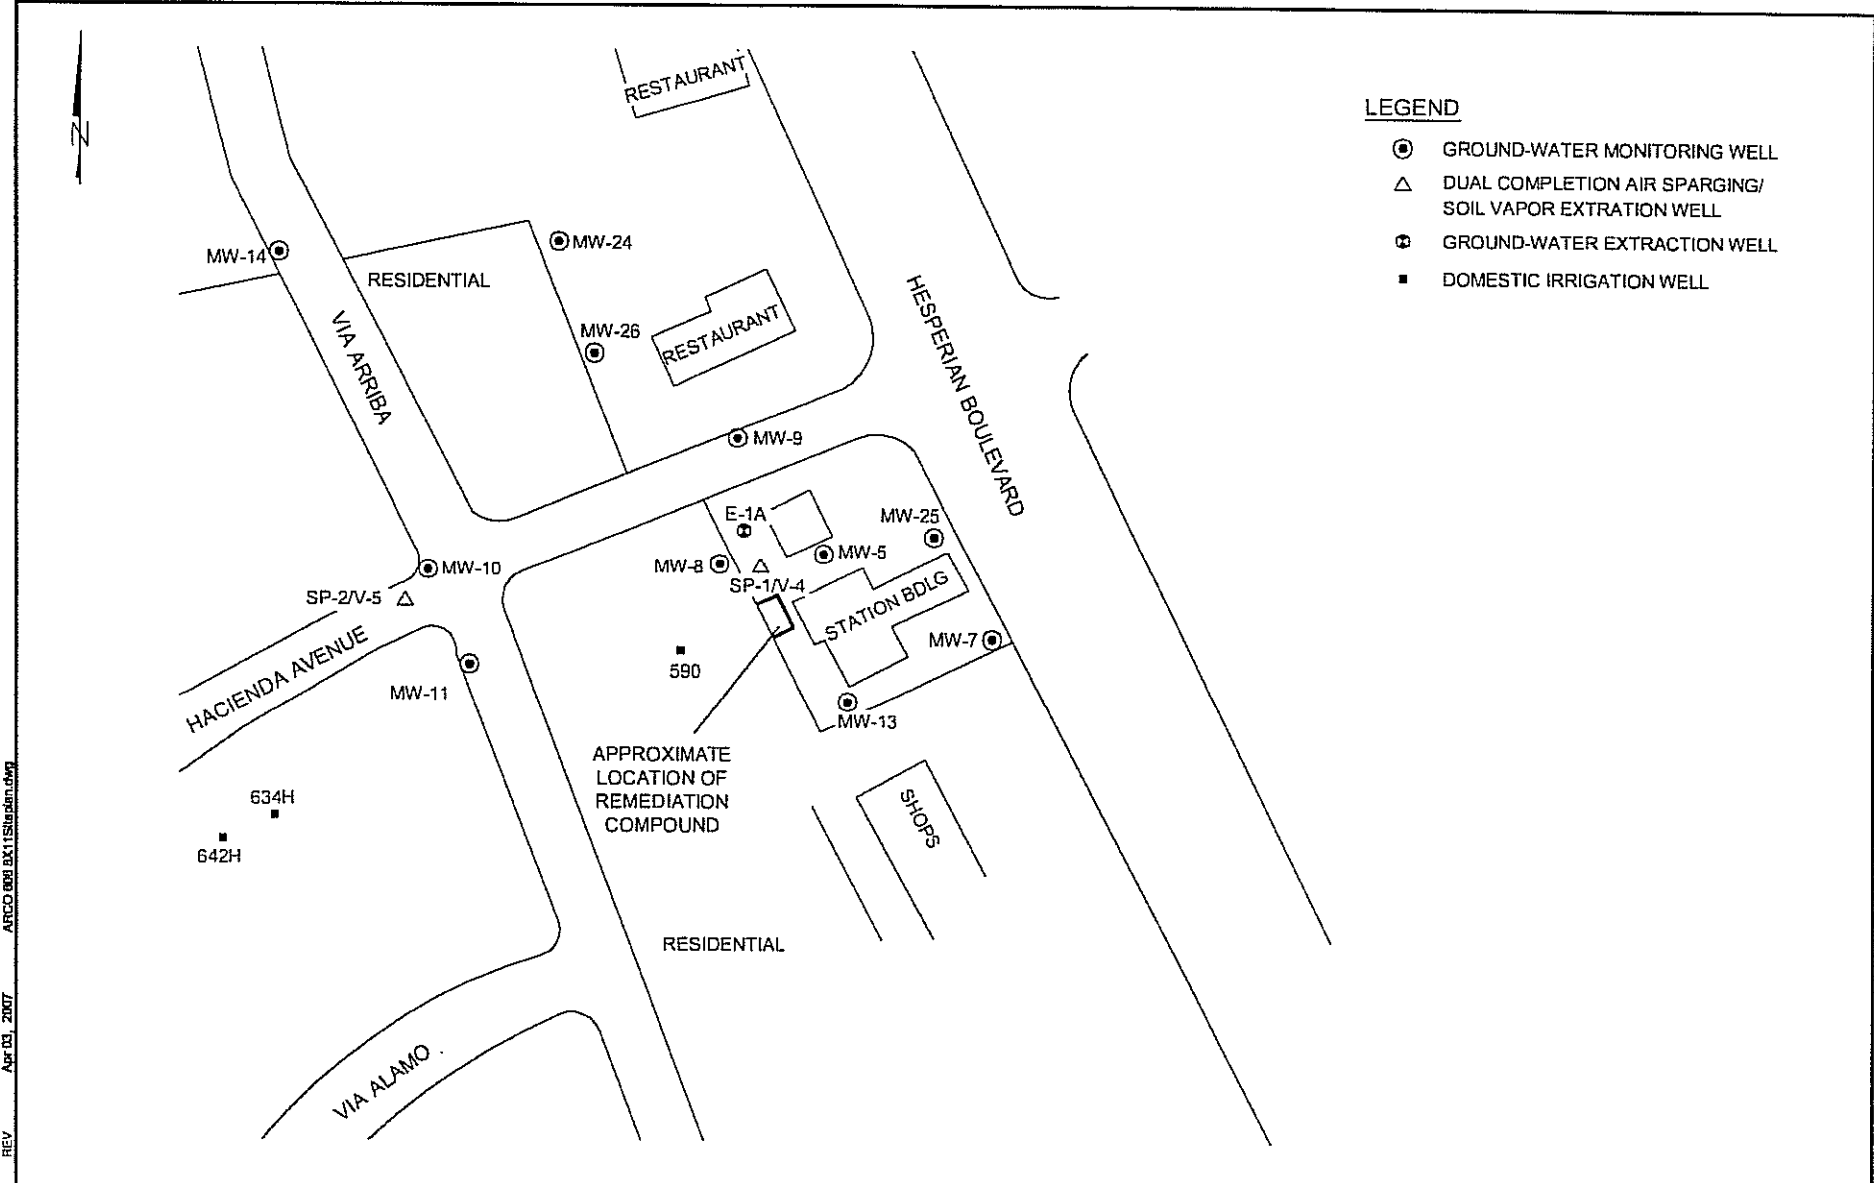 N
RESTAURANT
LEGEND
GROUND-WATER MONITORING WELL
DUAL COMPLETION AIR SPARGING/
SOIL VAPOR EXTRATION WELL
GROUND-WATER EXTRACTION WELL
DOMESTIC IRRIGATION WELL
MW-14
MW-24
RESIDENTIAL
VIA ARRIBA
MW-26
RESTAURANT
HESPERIAN BOULEVARD
MW-9
E-1A
MW-25
MW-5
MW-8
SP-1/V-4
STATION BDLG
MW-10
SP-2/V-5
MW-7
590
HACIENDA AVENUE
MW-11
MW-13
APPROXIMATE
LOCATION OF
REMEDIATION
COMPOUND
634H
642H
SHOPS
RESIDENTIAL
VIA ALAMO
REV Apr 03, 2007 ARCO